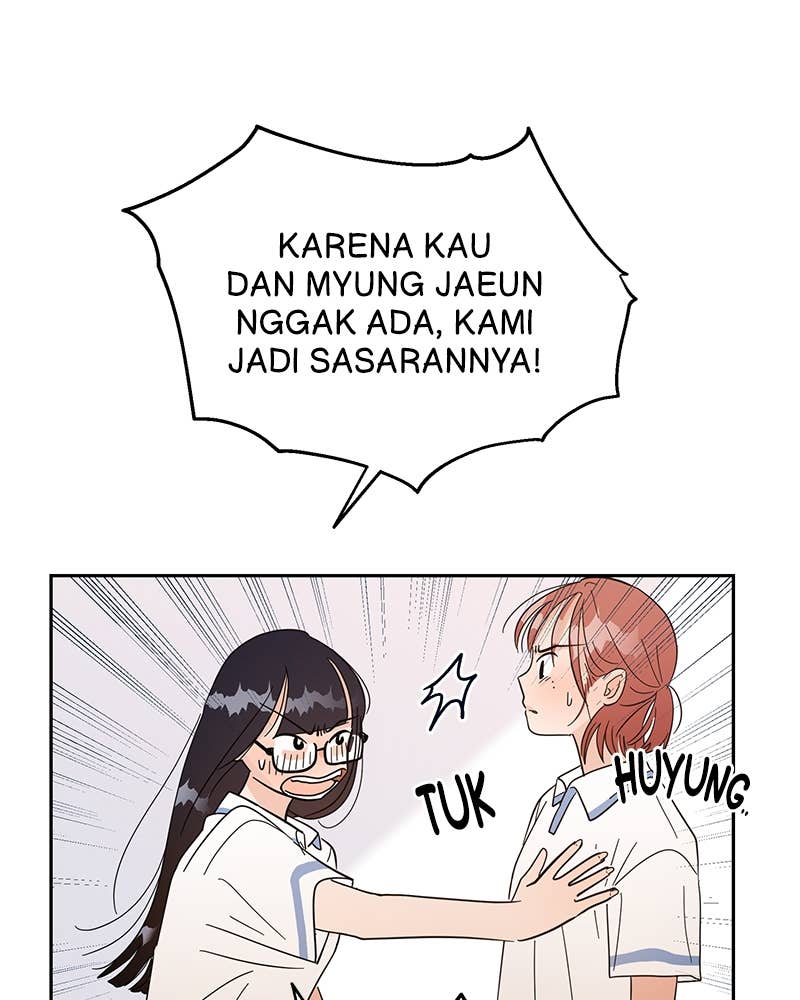 KARENA KAU
DAN MYUNG JAEUN
NGGAK ADA, KAMI
JADI SASARANNYA!
TUK
HUYUNG..